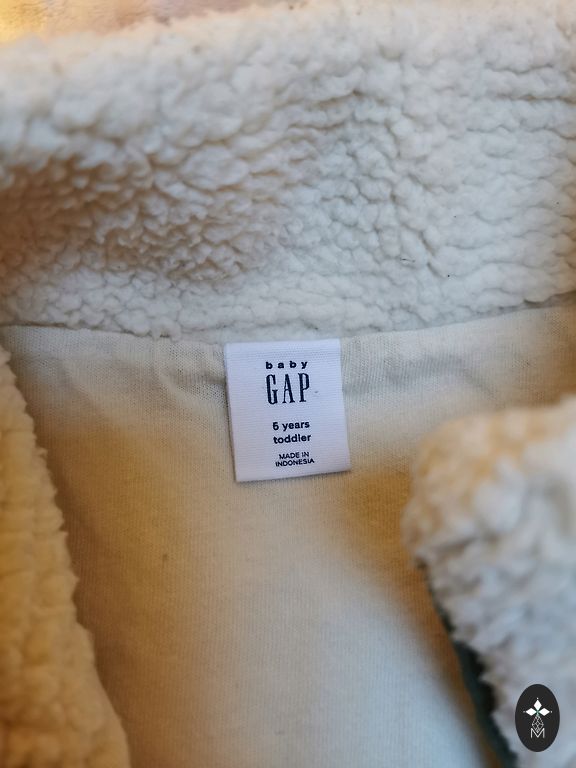 baby
GAP
5 years
toddler
MADE IN
INDONESIA
M